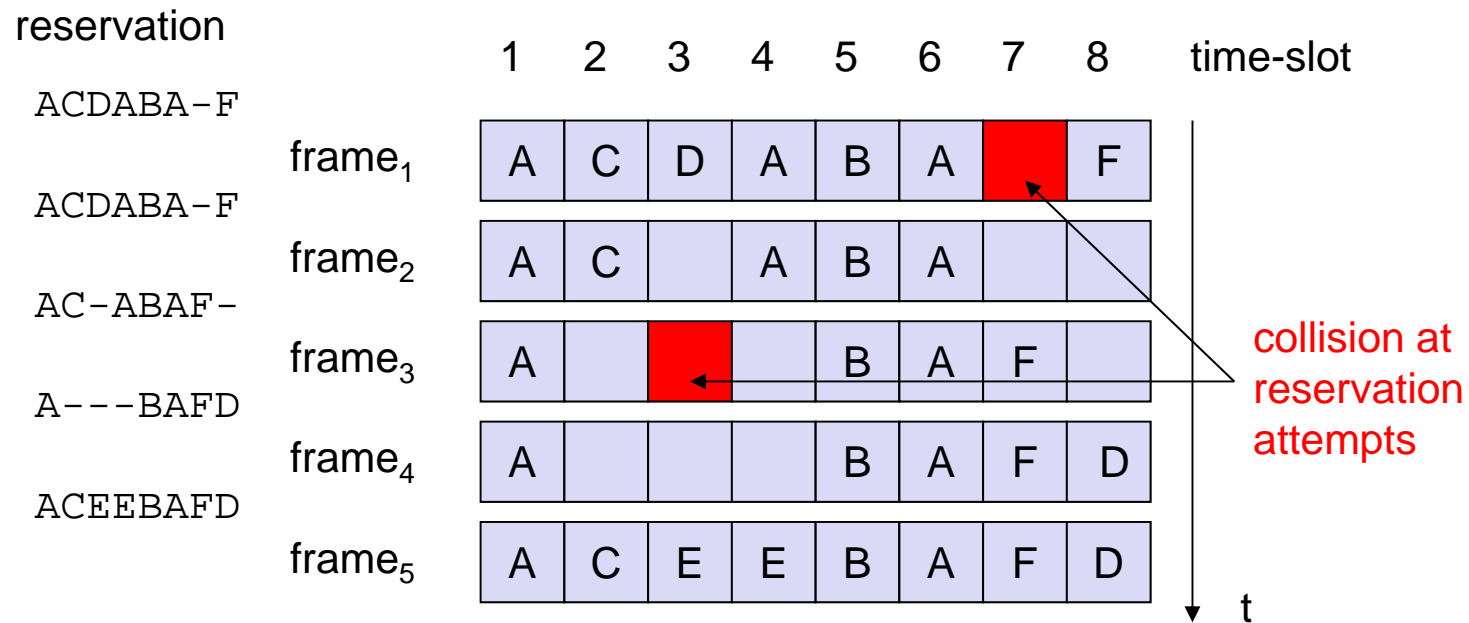 reservation
1 2 3 4 5 6 7 8 time-slot
ACDABA-F
frame₁ A C D A B A F
ACDABA-F
frame₂ A C A B A
AC-ABAF-
frame₃ A B A F
collision at
reservation
attempts
A---BAFD
frame₄ A B A F D
ACEEBAFD
frame₅ A C E E B A F D
t